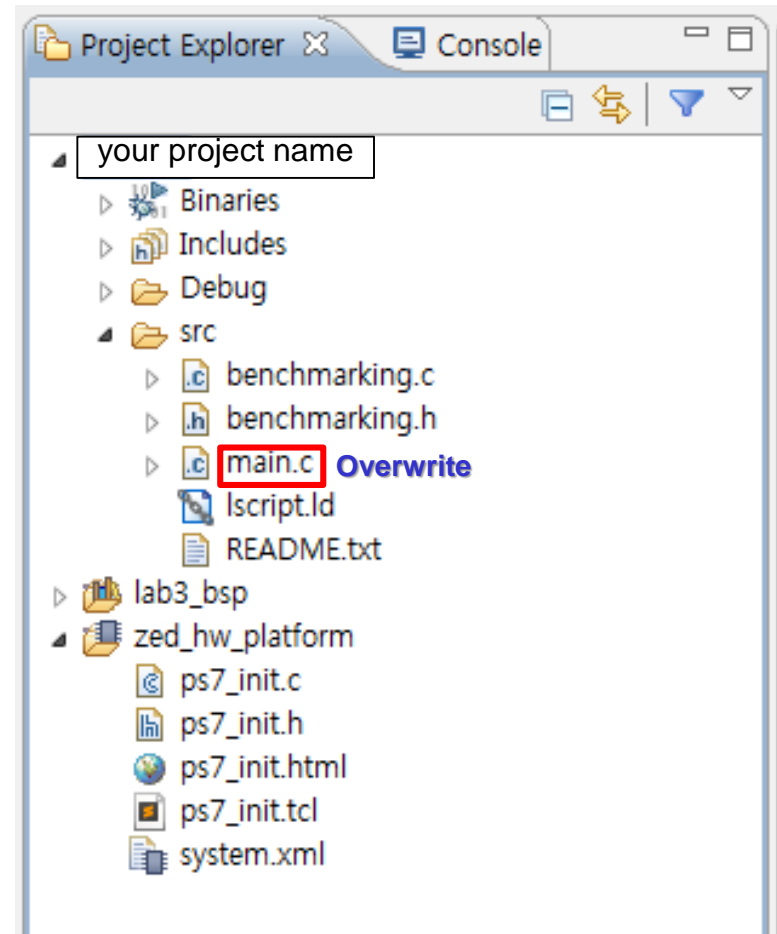 Project Explorer Console
your project name
Binaries
Includes
Debug
src
benchmarking.c
benchmarking.h
main.c Overwrite
lscript.ld
README.txt
lab3_bsp
zed_hw_platform
ps7_init.c
ps7_init.h
ps7_init.html
ps7_init.tcl
system.xml